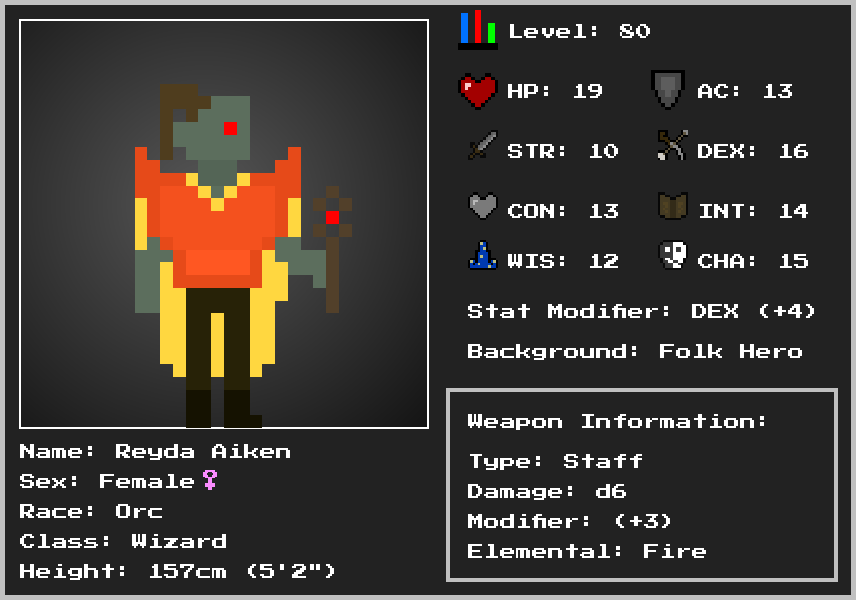 Level: 80
HP: 19
AC: 13
STR: 10
DEX: 16
CON: 13
INT: 14
WIS: 12
CHA: 15
Stat Modifier: DEX (+4)
Background: Folk Hero
Weapon Information:
Type: Staff
Damage: d6
Modifier: (+3)
Elemental: Fire
Name: Reyda Aiken
Sex: Female♀
Race: Orc
Class: Wizard
Height: 157cm (5'2")